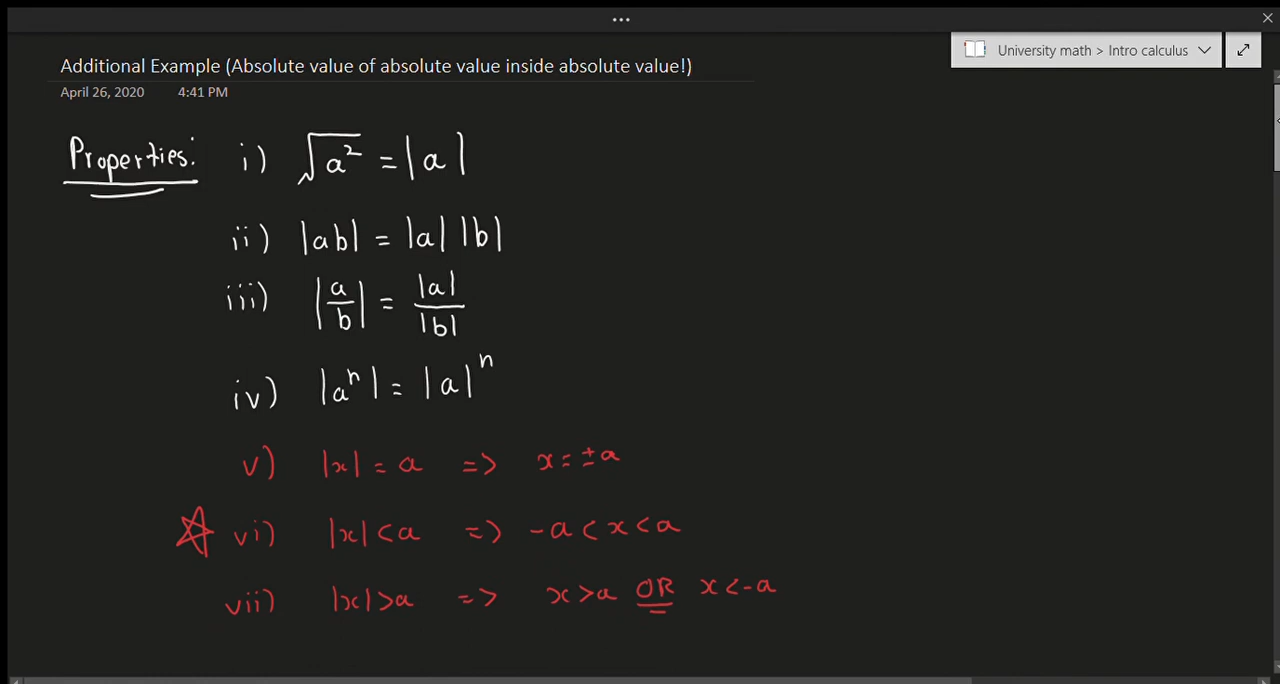 ...
University math > Intro calculus
Additional Example (Absolute value of absolute value inside absolute value!)
April 26, 2020 4:41 PM
Properties: i) √a² = |a|
ii) |ab| = |a| |b|
iii) |a/b| = |a|/|b|
iv) |aⁿ| = |a|ⁿ
v) |x| = a => x = ±a
☆ vi) |x| < a => -a < x < a
vii) |x| > a => x > a OR x < -a